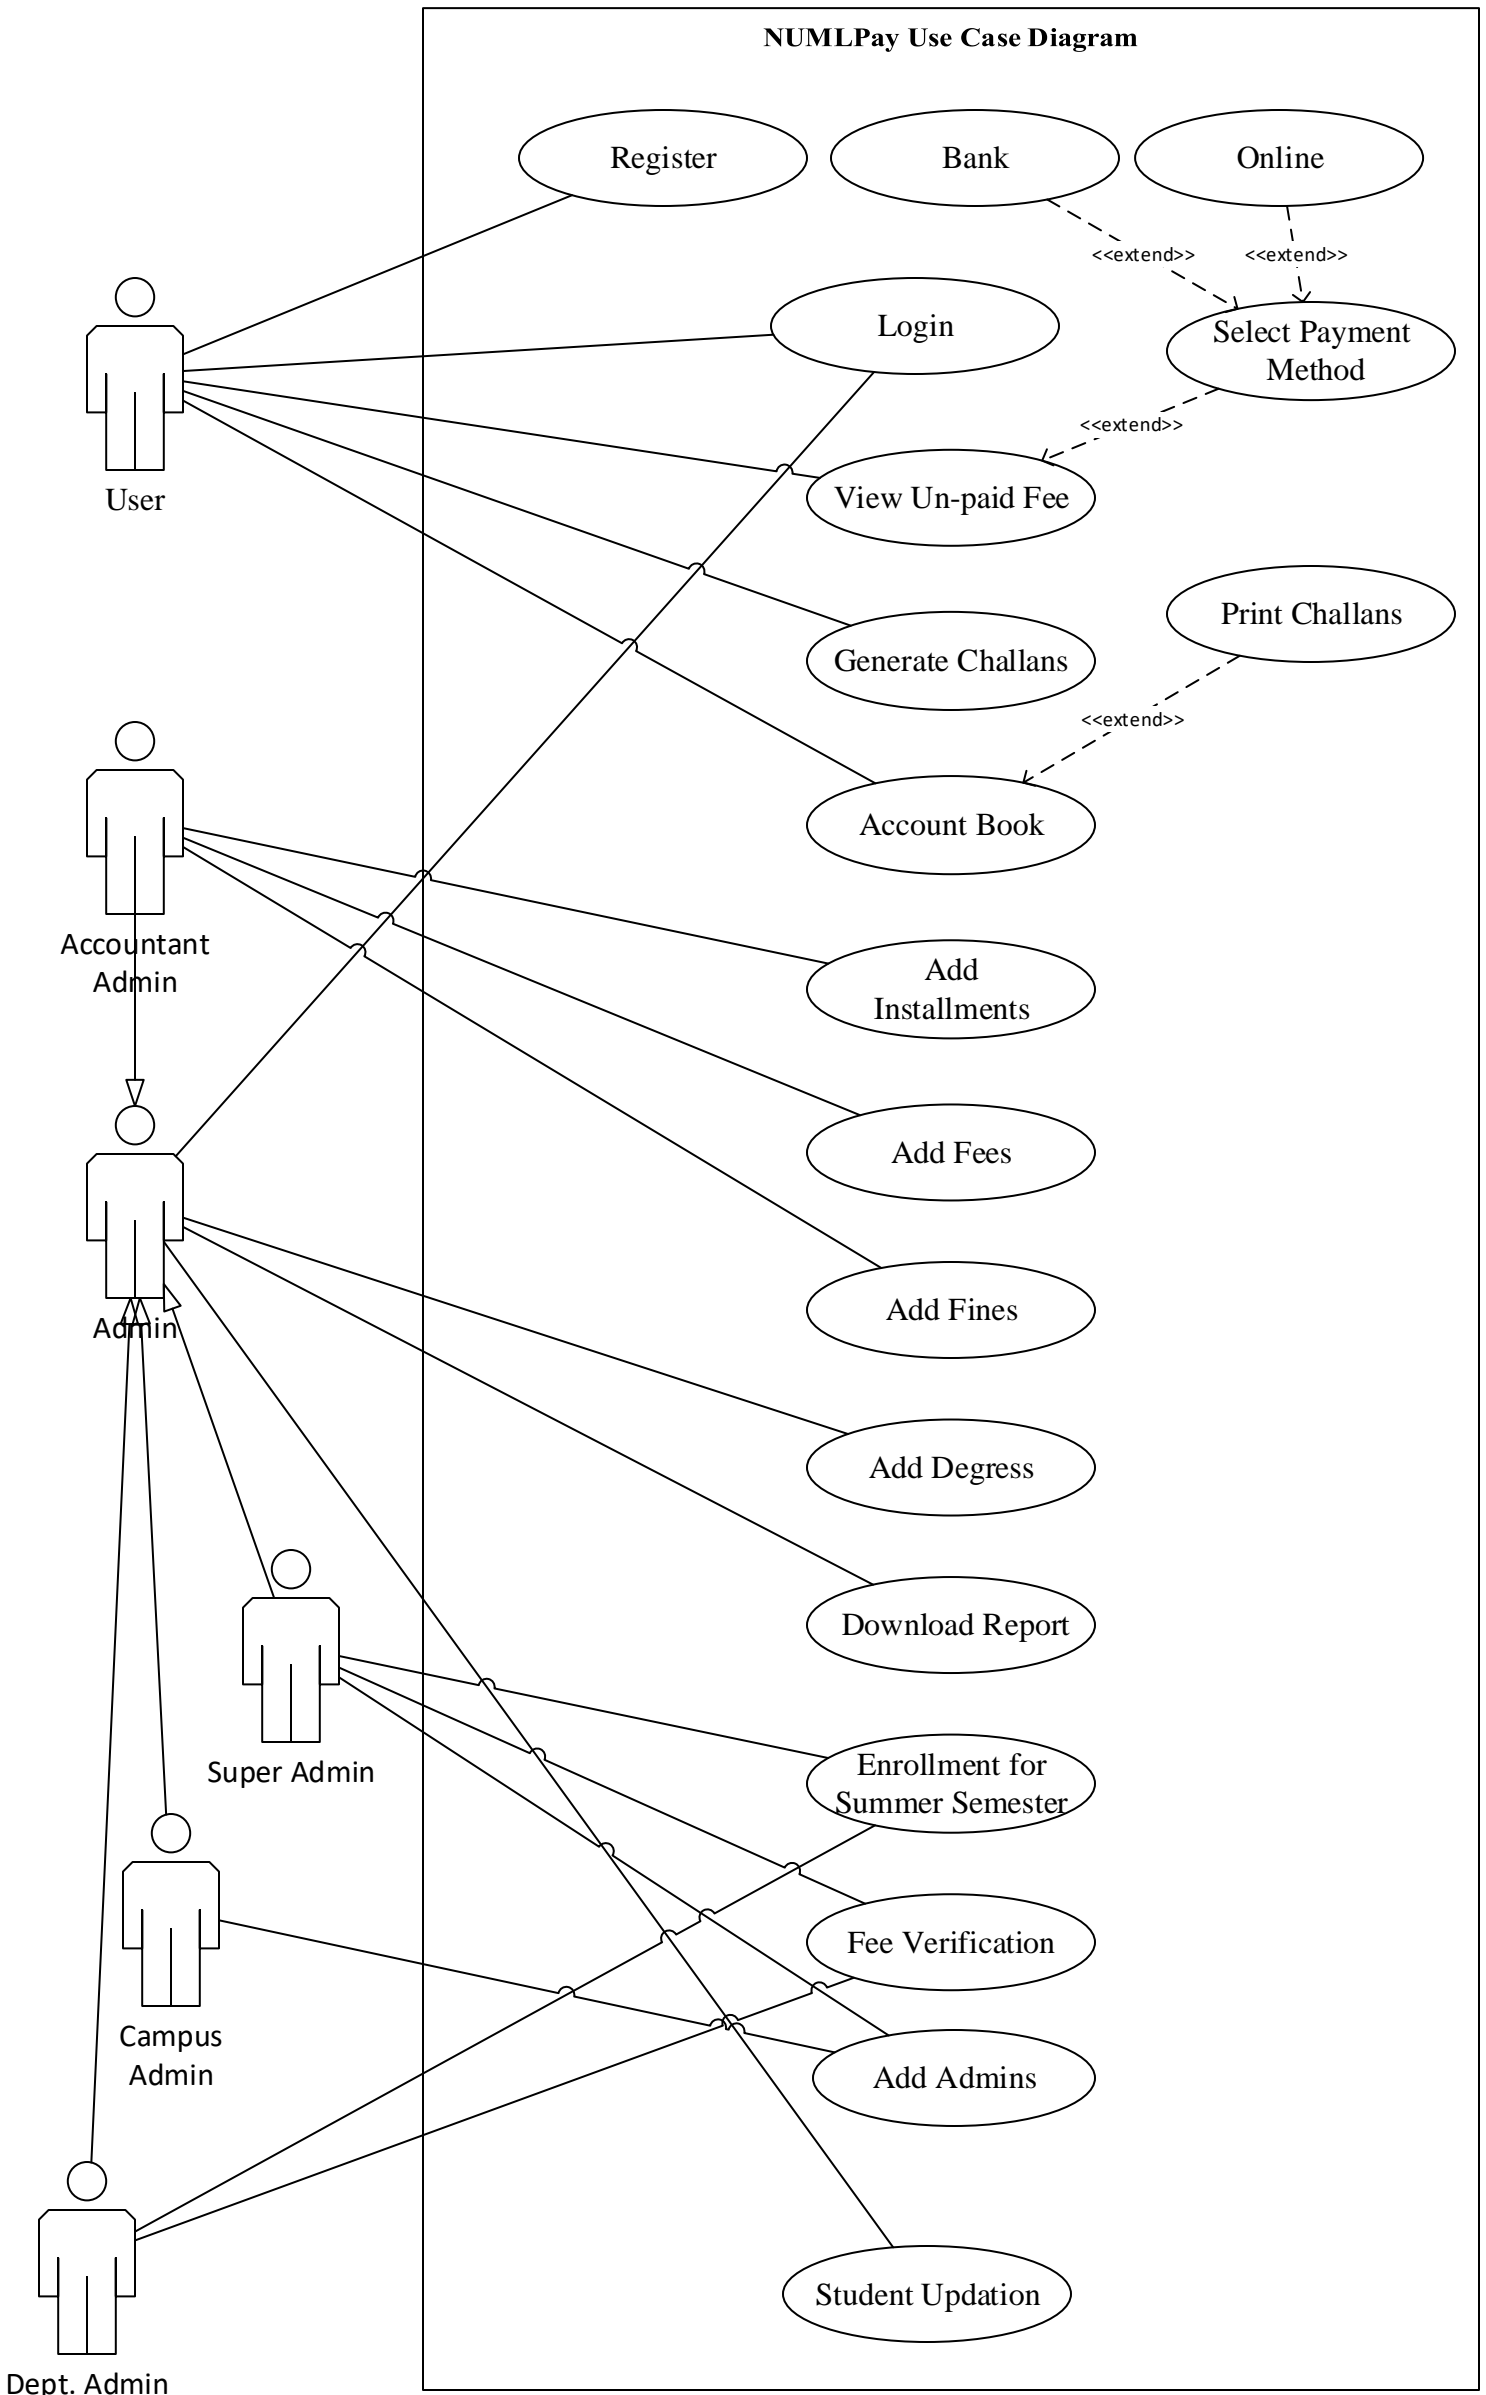 NUMLPay Use Case Diagram
Register
Bank
Online
<<extend>>
<<extend>>
Login
Select Payment
Method
<<extend>>
User
View Un-paid Fee
Print Challans
Generate Challans
<<extend>>
Account Book
Accountant
Admin
Add
Installments
Add Fees
Add Fines
Admin
Add Degress
Download Report
Super Admin
Enrollment for
Summer Semester
Fee Verification
Campus
Admin
Add Admins
Student Updation
Dept. Admin